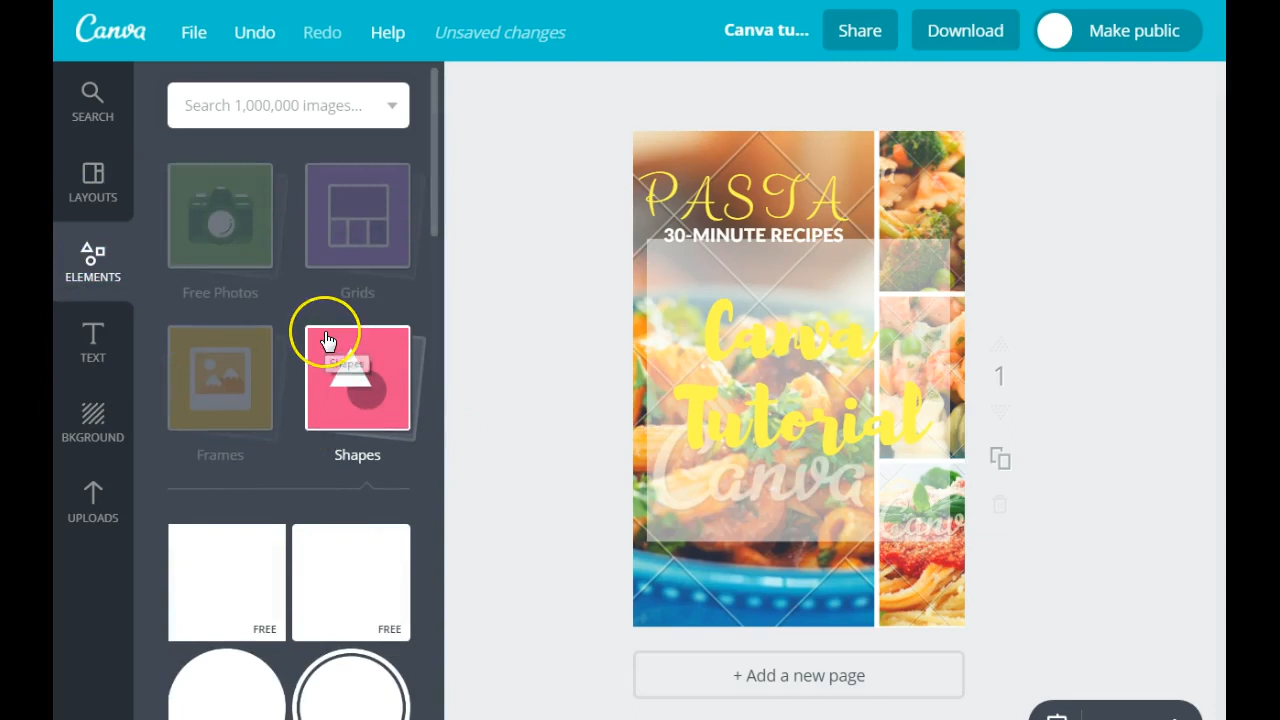 Canva
File
Undo
Redo
Help
Unsaved changes
Canva tu...
Share
Download
Make public
SEARCH
LAYOUTS
ELEMENTS
TEXT
BKGROUND
UPLOADS
Search 1,000,000 images...
Free Photos
Grids
Frames
Shapes
Shapes
FREE
FREE
PASTA
30-MINUTE RECIPES
Canva
Tutorial
Canva
Canva
1
+ Add a new page